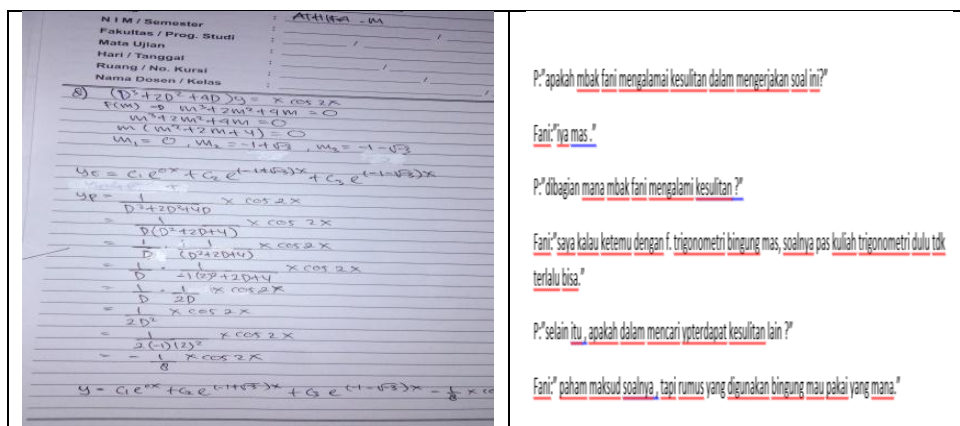 NIM / Semester : ATHIFA . M
Fakultas / Prog. Studi : /
Mata Ujian :
Hari / Tanggal : /
Ruang / No. Kursi : /
Nama Dosen / Kelas : /
(D³+2D²+4D)y = x cos 2x
F(m) → m³+2m²+4m = 0
m³+2m²+4m = 0
m (m²+2m+4) = 0
m₁ = 0 , m₂ = -1+√-3 , m₃ = -1-√-3
yc = C₁e^0x + C₂ e^(-1+√-3)x + C₃ e^(-1-√-3)x
yp = 1/(D³+2D²+4D) x cos 2x
= 1/(D(D²+2D+4)) x cos 2x
= 1/D · 1/(D²+2D+4) x cos 2x
= 1/D · 1/(-1(2)²+2D+4) x cos 2x
= 1/D · 1/2D x cos 2x
= 1/2D² x cos 2x
= 1/(2(-1)(2)²) x cos 2x
= - 1/8 x cos 2x
y = C₁e^0x + C₂ e^(-1+√-3)x + C₃ e^(-1-√-3)x - 1/8 x co
P:"apakah mbak fani mengalamai kesulitan dalam mengerjakan soal ini?"
Fani:"iya mas ."
P:"dibagian mana mbak fani mengalami kesulitan ?"
Fani:"saya kalau ketemu dengan f. trigonometri bingung mas, soalnya pas kuliah trigonometri dulu tdk
terlalu bisa."
P:"selain itu , apakah dalam mencari ypterdapat kesulitan lain ?"
Fani:" paham maksud soalnya , tapi rumus yang digunakan bingung mau pakai yang mana."